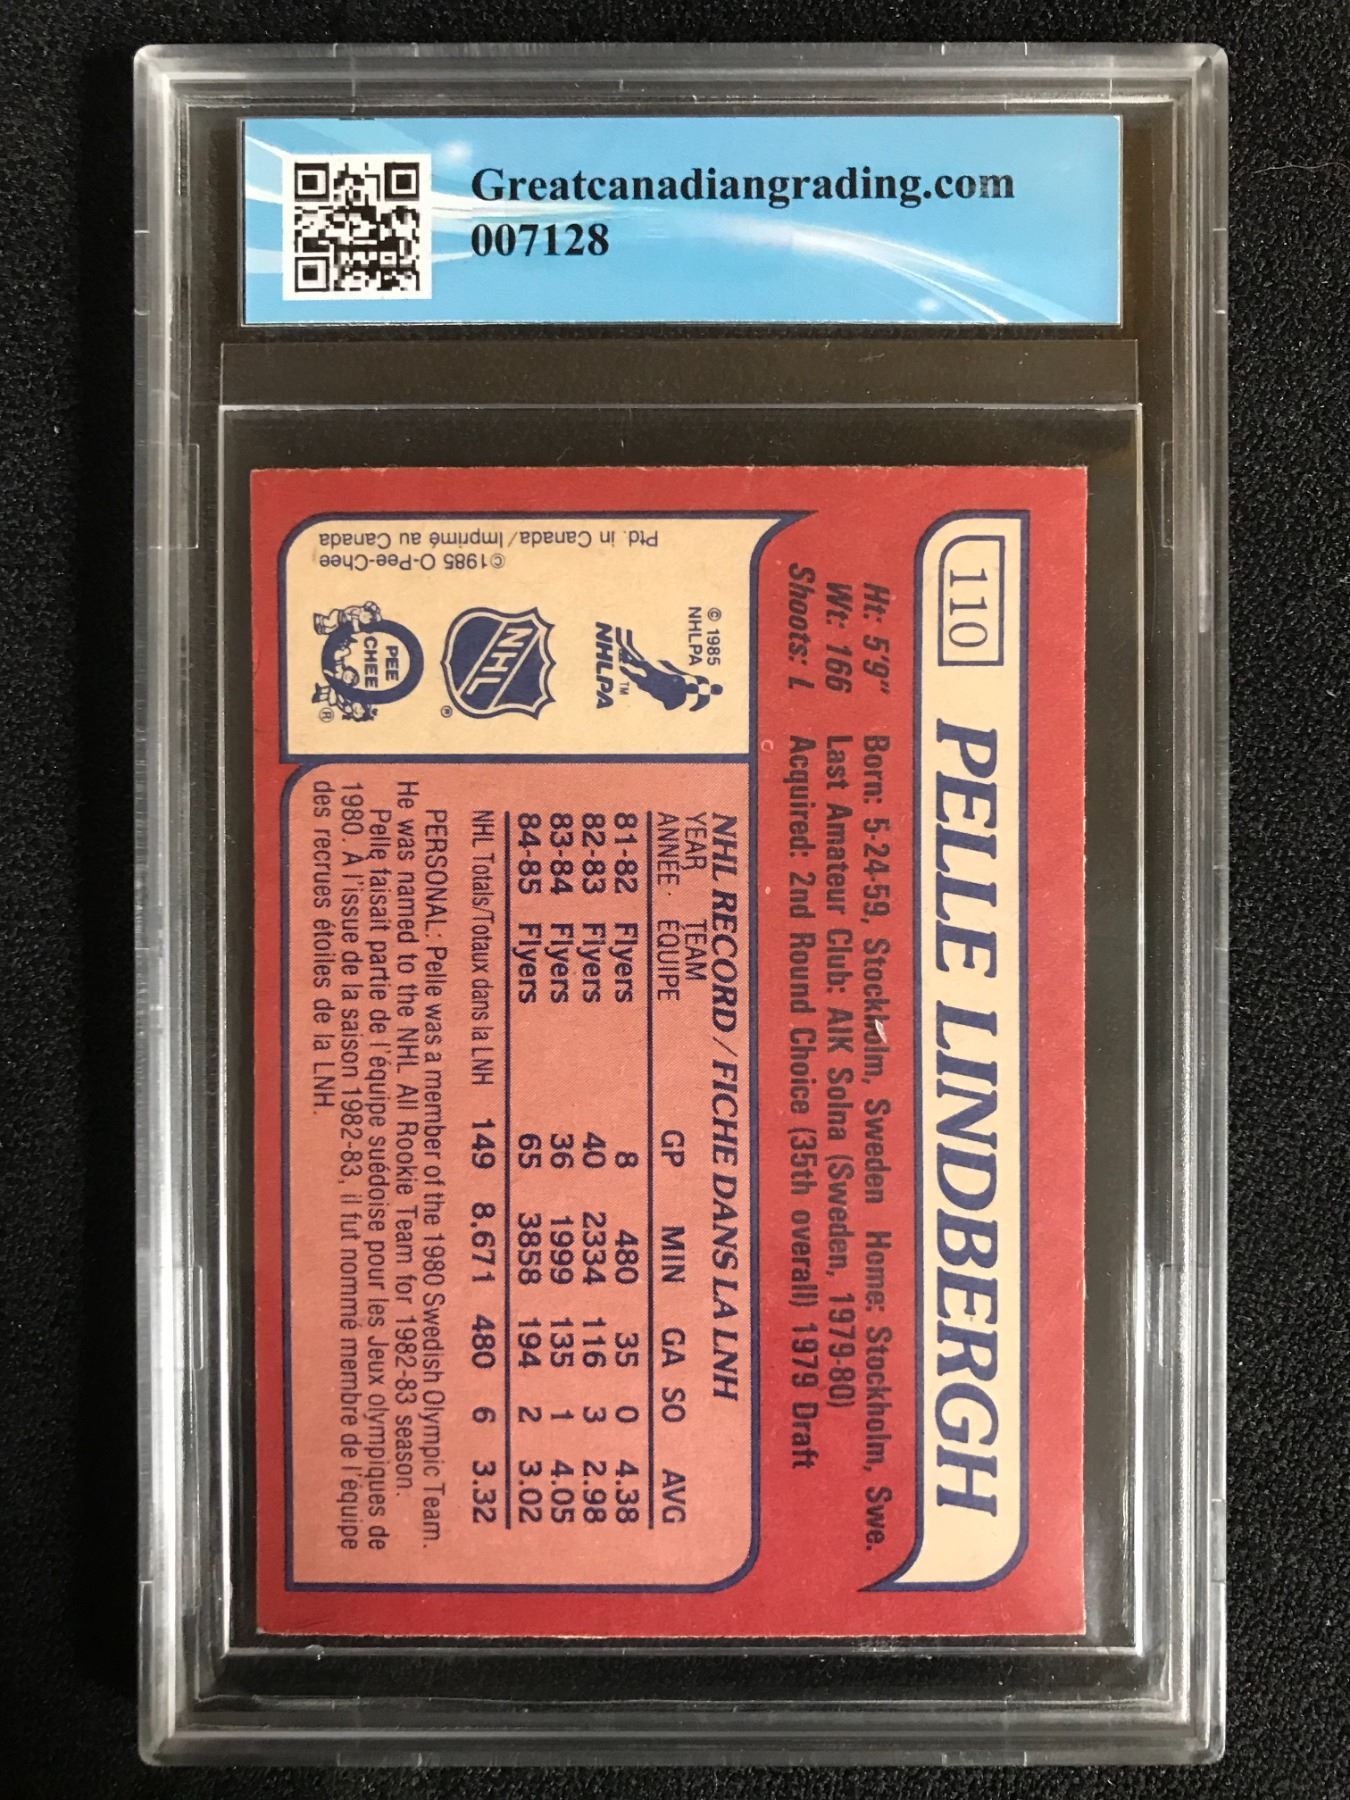 Greatcanadiangrading.com
007128
110 PELLE LINDBERGH
Ht: 5'9" Born: 5-24-59, Stockholm, Sweden Home: Stockholm, Swe.
Wt: 166 Last Amateur Club: AIK Solna (Sweden, 1979-80)
Shoots: L Acquired: 2nd Round Choice (35th overall) 1979 Draft
© 1985
NHLPA
NHLPA™
NHL®
PEE
CHEE
®
©1985 O-Pee-Chee
Ptd. in Canada/Imprimé au Canada
NHL RECORD / FICHE DANS LA LNH
YEAR TEAM
ANNÉE · ÉQUIPE GP MIN GA SO AVG
81-82 Flyers 8 480 35 0 4.38
82-83 Flyers 40 2334 116 3 2.98
83-84 Flyers 36 1999 135 1 4.05
84-85 Flyers 65 3858 194 2 3.02
NHL Totals/Totaux dans la LNH 149 8.671 480 6 3.32
PERSONAL: Pelle was a member of the 1980 Swedish Olympic Team.
He was named to the NHL All Rookie Team for 1982-83 season.
Pelle faisait partie de l'équipe suédoise pour les Jeux olympiques de
1980. À l'issue de la saison 1982-83, il fut nommé membre de l'équipe
des recrues étoiles de la LNH.